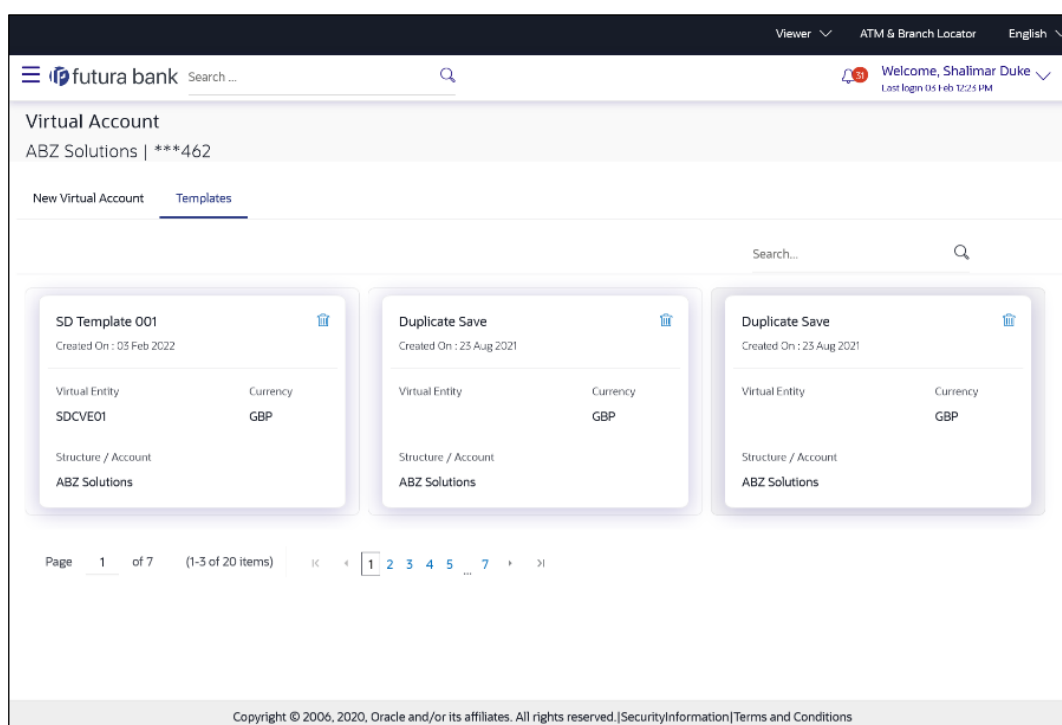 Viewer ATM & Branch Locator English
futura bank Search ... 31 Welcome, Shalimar Duke
Last login 03 Feb 12:23 PM
Virtual Account
ABZ Solutions | ***462
New Virtual Account Templates
Search...
SD Template 001 Duplicate Save Duplicate Save
Created On : 03 Feb 2022 Created On : 23 Aug 2021 Created On : 23 Aug 2021
Virtual Entity Currency Virtual Entity Currency Virtual Entity Currency
SDCVE01 GBP GBP GBP
Structure / Account Structure / Account Structure / Account
ABZ Solutions ABZ Solutions ABZ Solutions
Page 1 of 7 (1-3 of 20 items) 1 2 3 4 5 ... 7
Copyright © 2006, 2020, Oracle and/or its affiliates. All rights reserved.|SecurityInformation|Terms and Conditions